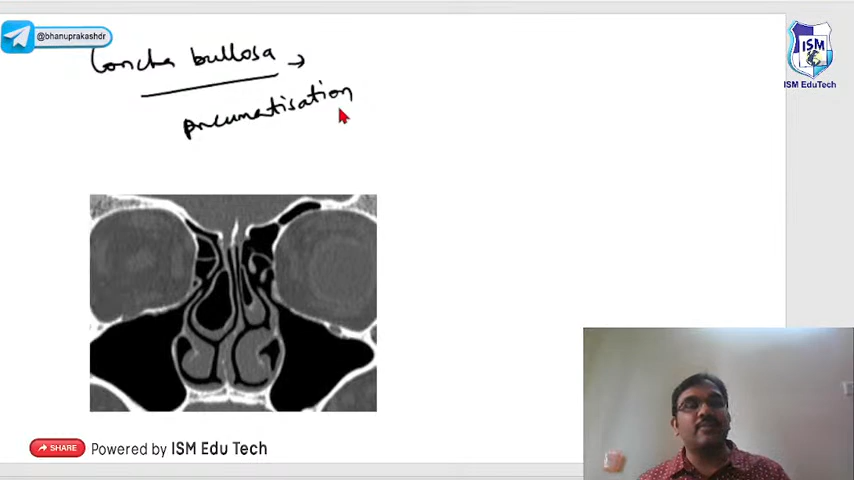 @bhanuprakashdr
Concha bullosa →
pneumatisation
ISM
ISM EduTech
SHARE
Powered by ISM Edu Tech